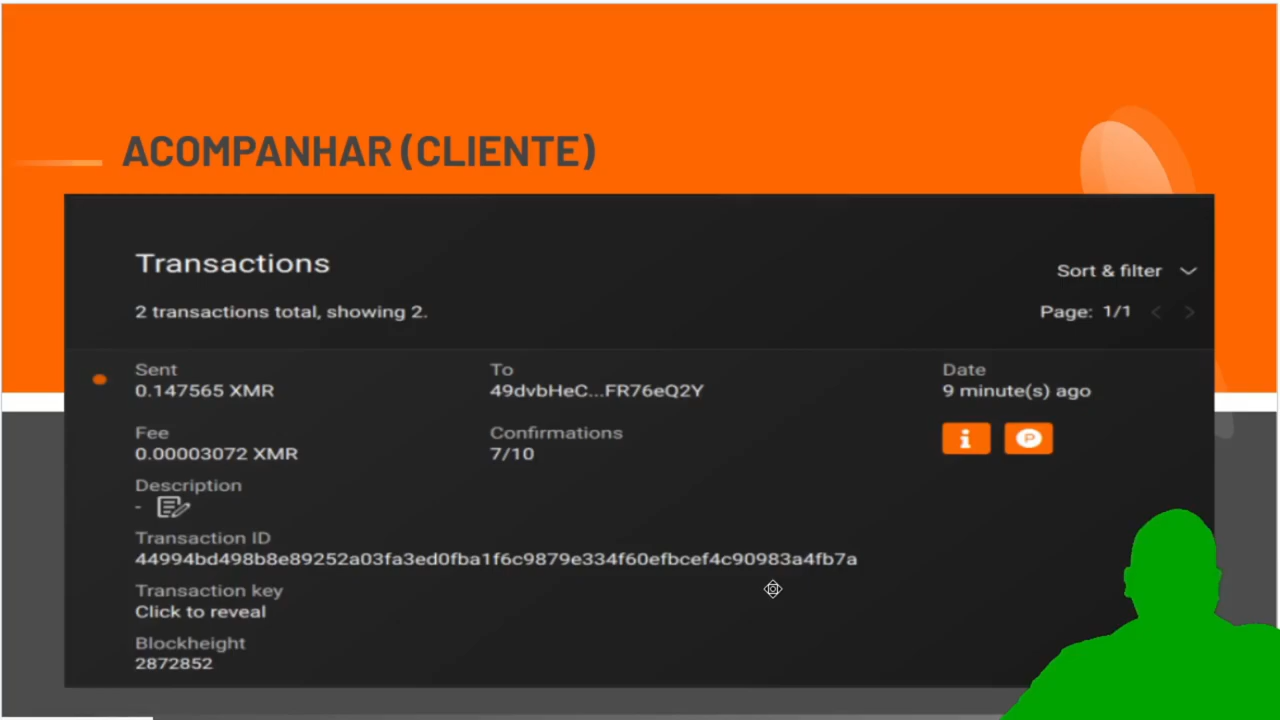 ACOMPANHAR (CLIENTE)
Transactions
Sort & filter
2 transactions total, showing 2.
Page: 1/1
Sent
To
Date
0.147565 XMR
49dvbHeC...FR76eQ2Y
9 minute(s) ago
Fee
Confirmations
0.00003072 XMR
7/10
Description
-
Transaction ID
44994bd498b8e89252a03fa3ed0fba1f6c9879e334f60efbcef4c90983a4fb7a
Transaction key
Click to reveal
Blockheight
2872852